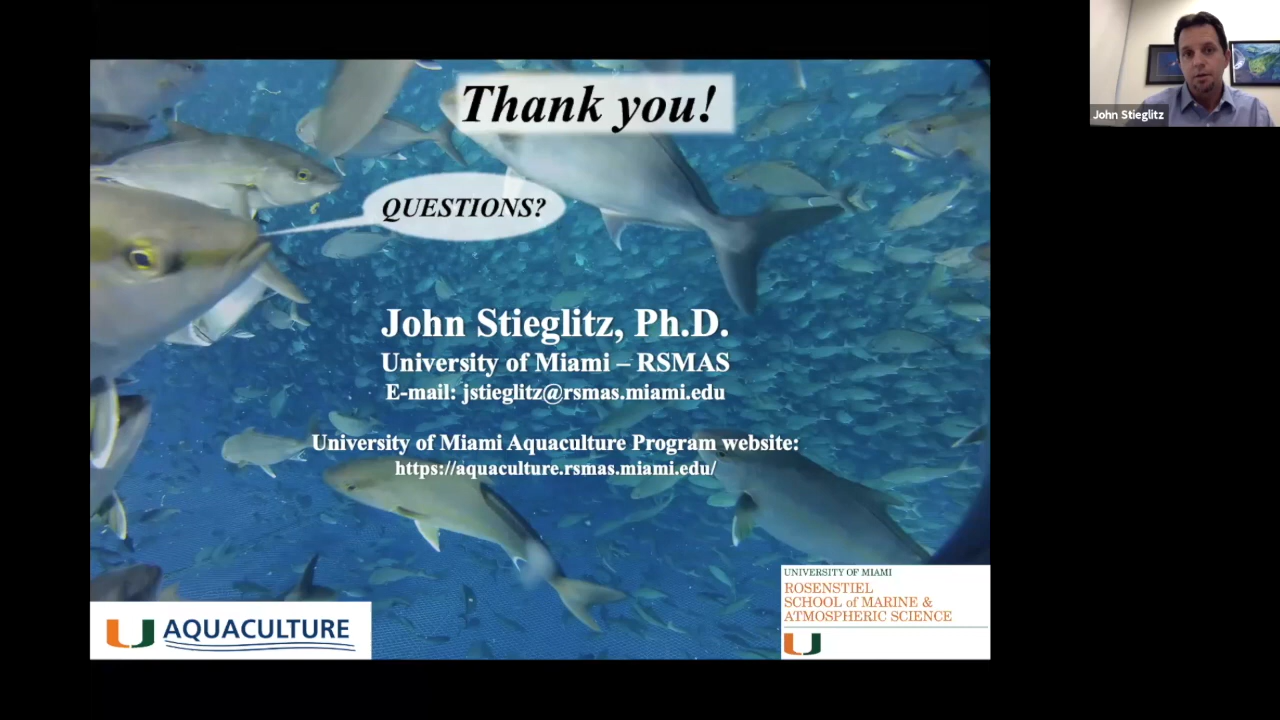 Thank you!
John Stieglitz
QUESTIONS?
John Stieglitz, Ph.D.
University of Miami – RSMAS
E-mail: jstieglitz@rsmas.miami.edu
University of Miami Aquaculture Program website:
https://aquaculture.rsmas.miami.edu/
UNIVERSITY OF MIAMI
ROSENSTIEL
SCHOOL of MARINE &
ATMOSPHERIC SCIENCE
U AQUACULTURE
U